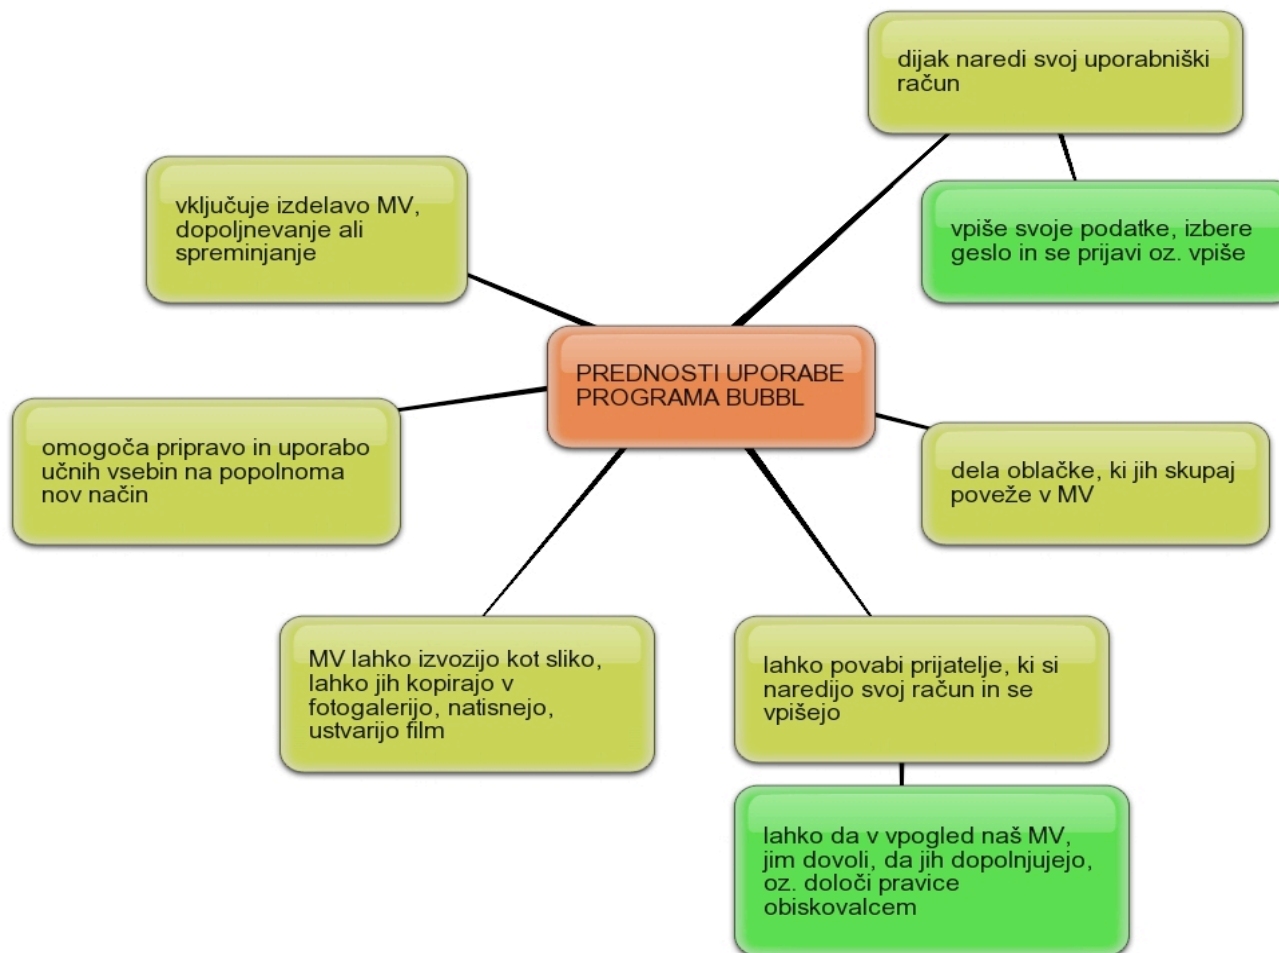 dijak naredi svoj uporabniški
račun
vpiše svoje podatke, izbere
geslo in se prijavi oz. vpiše
vključuje izdelavo MV,
dopoljnevanje ali
spreminjanje
PREDNOSTI UPORABE
PROGRAMA BUBBL
omogoča pripravo in uporabo
učnih vsebin na popolnoma
nov način
dela oblačke, ki jih skupaj
poveže v MV
MV lahko izvozijo kot sliko,
lahko jih kopirajo v
fotogalerijo, natisnejo,
ustvarijo film
lahko povabi prijatelje, ki si
naredijo svoj račun in se
vpišejo
lahko da v vpogled naš MV,
jim dovoli, da jih dopolnjujejo,
oz. določi pravice
obiskovalcem